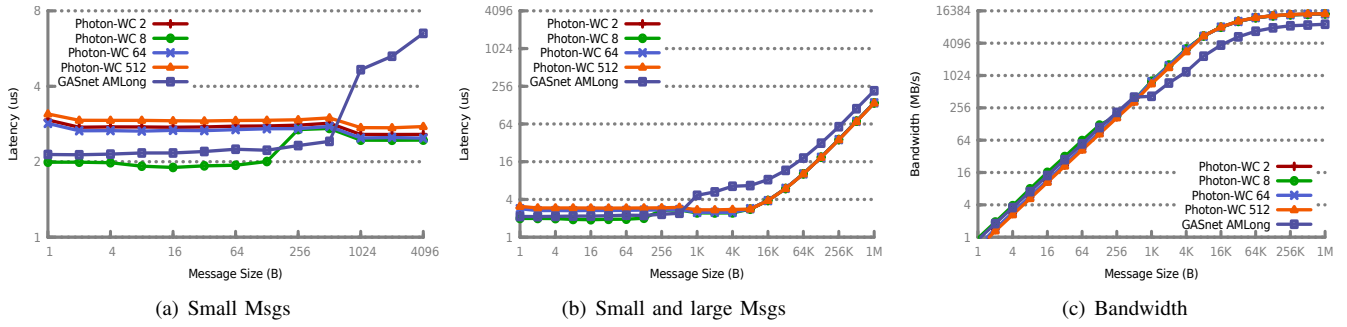 8
4
2
1
Latency (us)
1 4 16 64 256 1024 4096
Message Size (B)
Photon-WC 2
Photon-WC 8
Photon-WC 64
Photon-WC 512
GASnet AMLong
(a) Small Msgs
4096
1024
256
64
16
4
1
Latency (us)
1 4 16 64 256 1K 4K 16K 64K 256K 1M
Message Size (B)
Photon-WC 2
Photon-WC 8
Photon-WC 64
Photon-WC 512
GASnet AMLong
(b) Small and large Msgs
16384
4096
1024
256
64
16
4
1
Bandwidth (MB/s)
1 4 16 64 256 1K 4K 16K 64K 256K 1M
Message Size (B)
Photon-WC 2
Photon-WC 8
Photon-WC 64
Photon-WC 512
GASnet AMLong
(c) Bandwidth